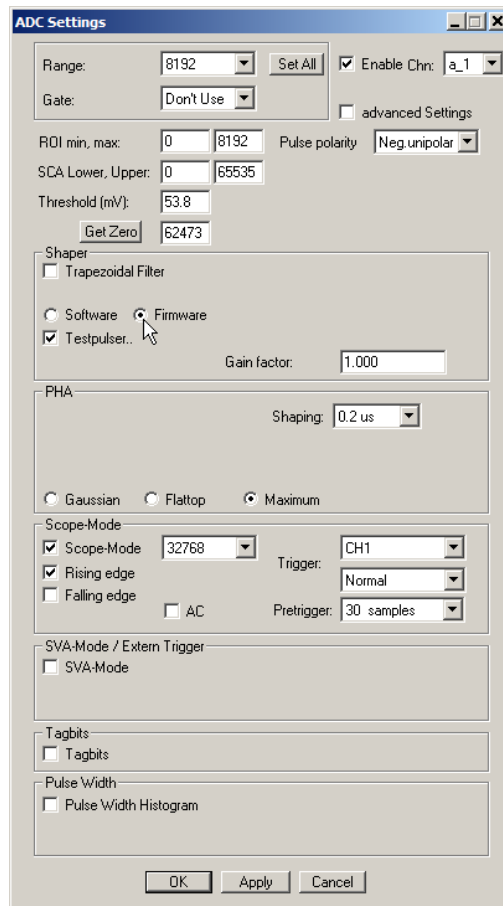 ADC Settings
Range: 8192 Set All Enable Chn: a_1
Gate: Don't Use
advanced Settings
ROI min, max: 0 8192 Pulse polarity Neg.unipolar
SCA Lower, Upper: 0 65535
Threshold (mV): 53.8
Get Zero 62473
Shaper
Trapezoidal Filter
Software Firmware
Testpulser..
Gain factor: 1.000
PHA
Shaping: 0.2 us
Gaussian Flattop Maximum
Scope-Mode
Scope-Mode 32768 CH1
Trigger:
Rising edge Normal
Falling edge
AC Pretrigger: 30 samples
SVA-Mode / Extern Trigger
SVA-Mode
Tagbits
Tagbits
Pulse Width
Pulse Width Histogram
OK Apply Cancel